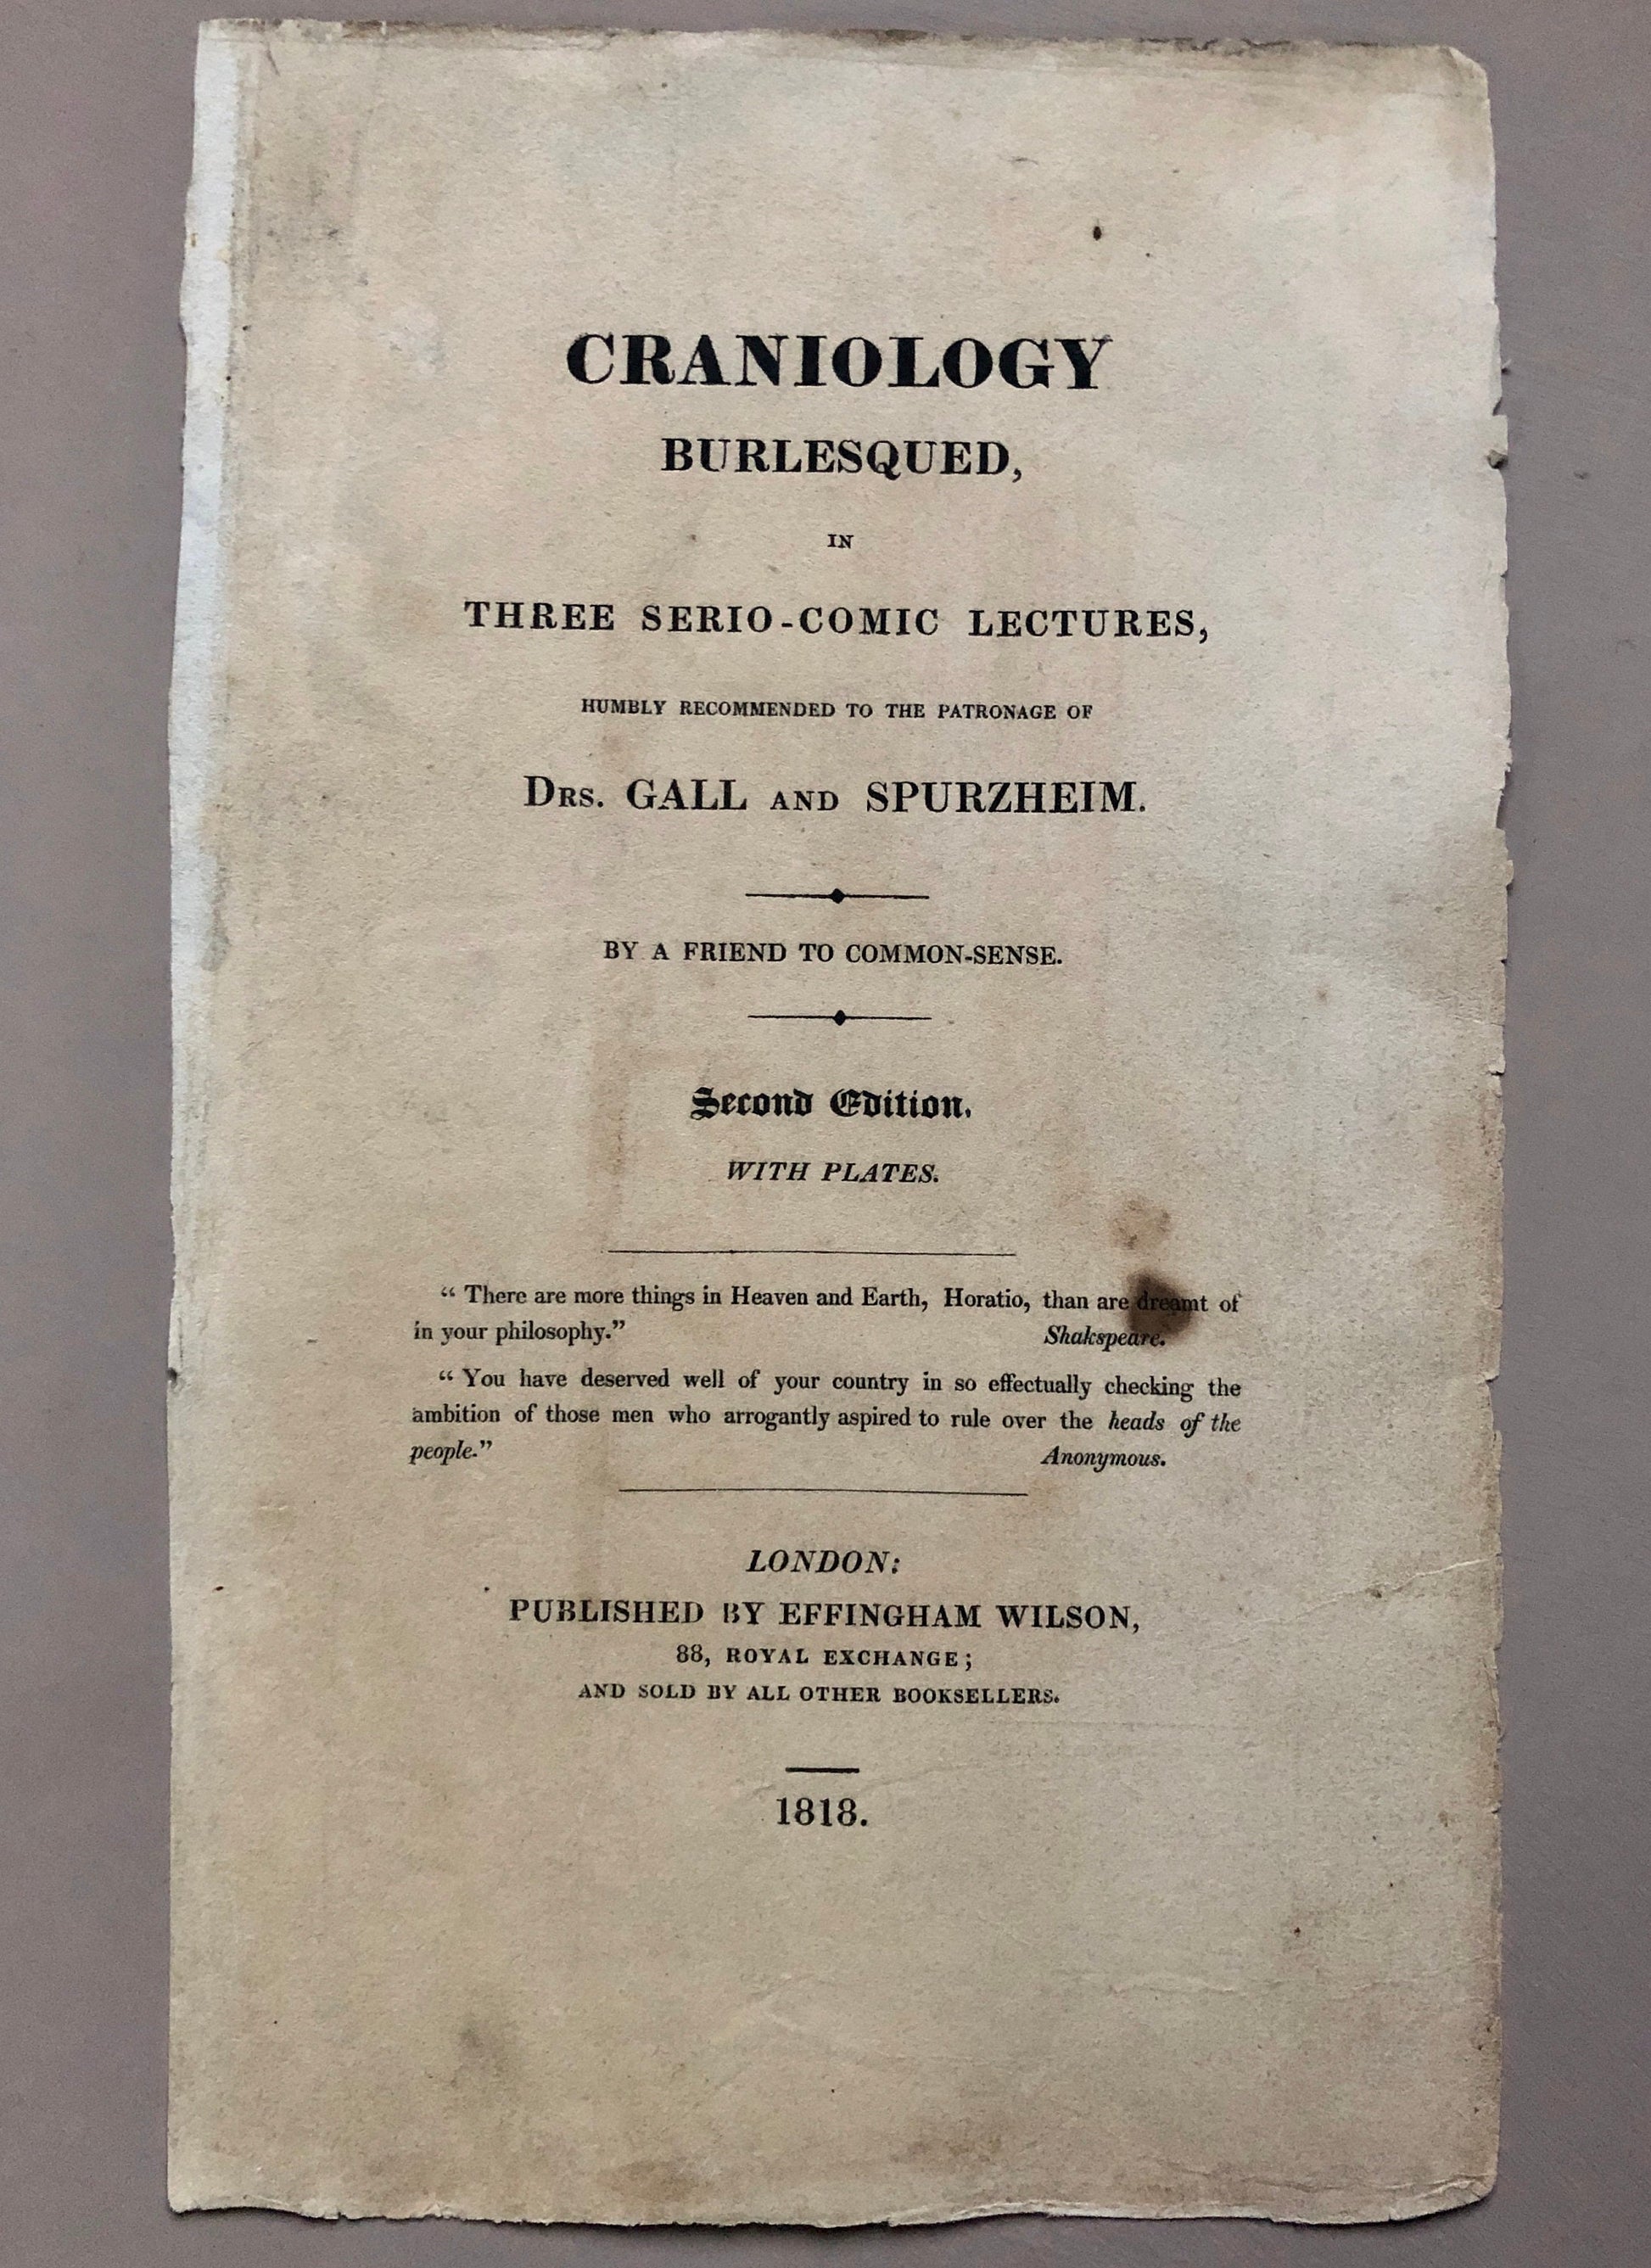 CRANIOLOGY
BURLESQUED,
IN
THREE SERIO-COMIC LECTURES,
HUMBLY RECOMMENDED TO THE PATRONAGE OF
DRS. GALL AND SPURZHEIM.
BY A FRIEND TO COMMON-SENSE.
Second Edition.
WITH PLATES.
“ There are more things in Heaven and Earth, Horatio, than are dreamt of
in your philosophy.” Shakspeare.
“ You have deserved well of your country in so effectually checking the
ambition of those men who arrogantly aspired to rule over the heads of the
people.” Anonymous.
LONDON:
PUBLISHED BY EFFINGHAM WILSON,
88, ROYAL EXCHANGE;
AND SOLD BY ALL OTHER BOOKSELLERS.
1818.